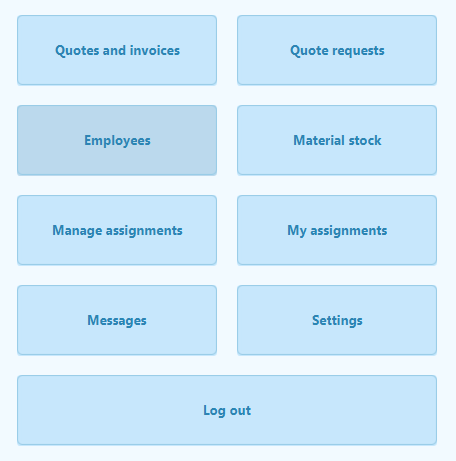 Quotes and invoices
Quote requests
Employees
Material stock
Manage assignments
My assignments
Messages
Settings
Log out